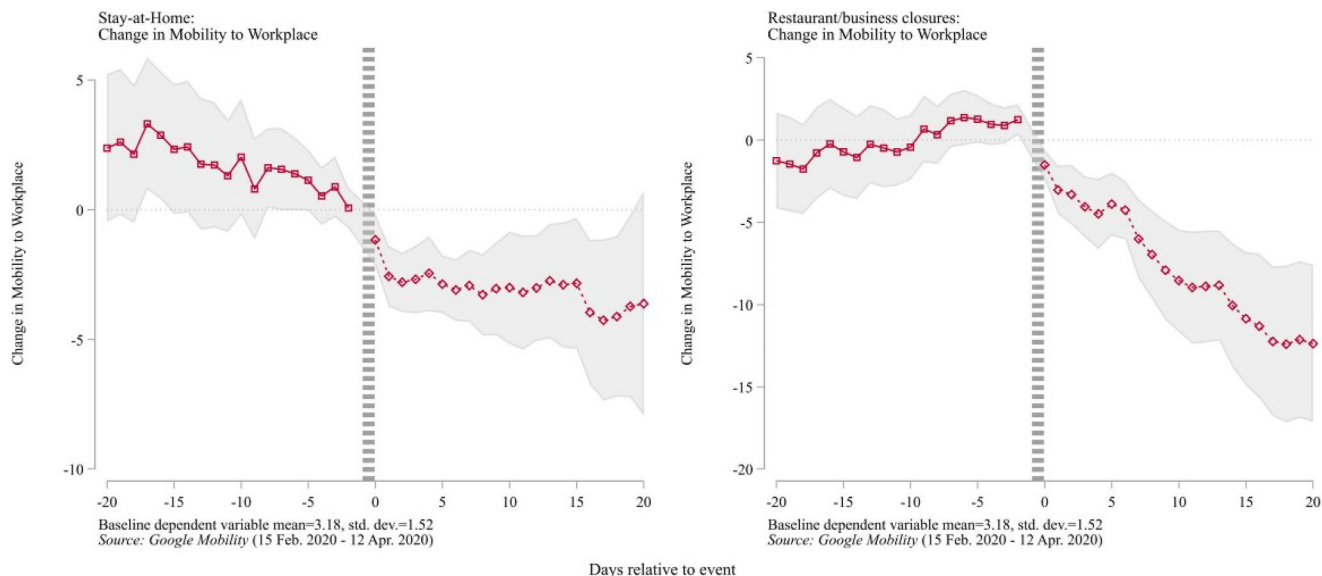 Stay-at-Home:
Change in Mobility to Workplace
Change in Mobility to Workplace
5
0
-5
-10
-20
-15
-10
-5
0
5
10
15
20
Baseline dependent variable mean=3.18, std. dev.=1.52
Source: Google Mobility (15 Feb. 2020 - 12 Apr. 2020)
Restaurant/business closures:
Change in Mobility to Workplace
Change in Mobility to Workplace
5
0
-5
-10
-15
-20
-20
-15
-10
-5
0
5
10
15
20
Baseline dependent variable mean=3.18, std. dev.=1.52
Source: Google Mobility (15 Feb. 2020 - 12 Apr. 2020)
Days relative to event